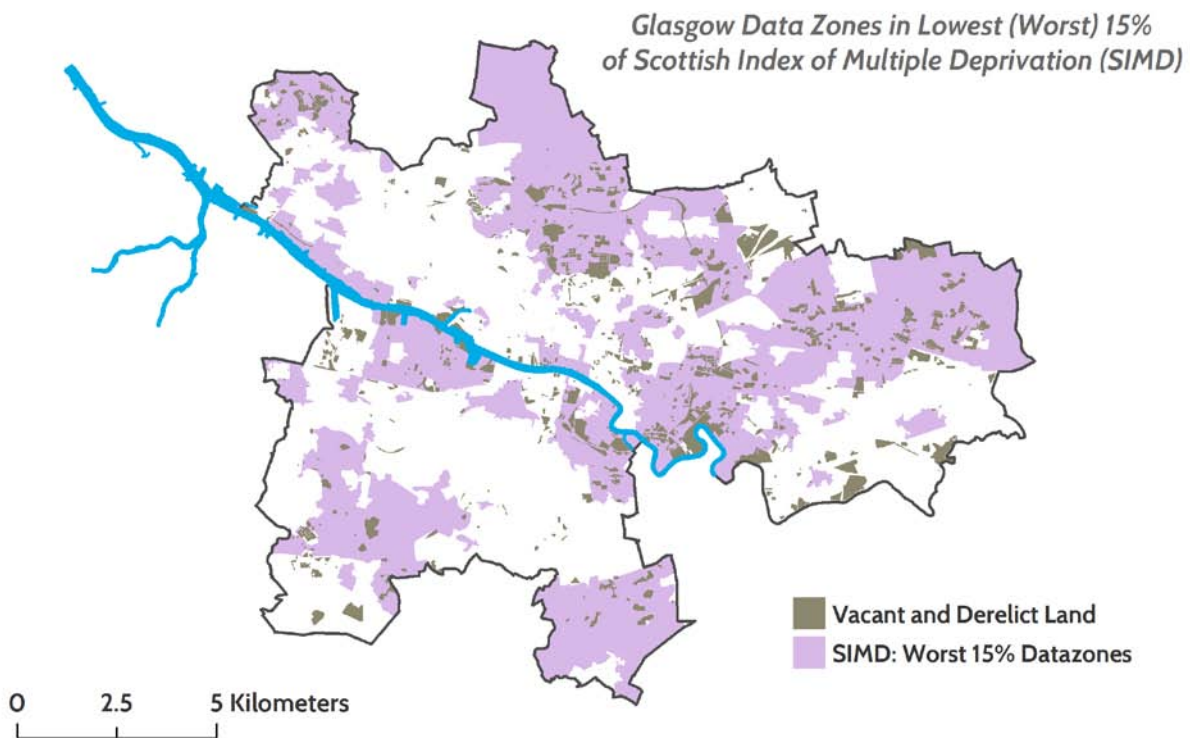 Glasgow Data Zones in Lowest (Worst) 15%
of Scottish Index of Multiple Deprivation (SIMD)
Vacant and Derelict Land
SIMD: Worst 15% Datazones
0 2.5 5 Kilometers